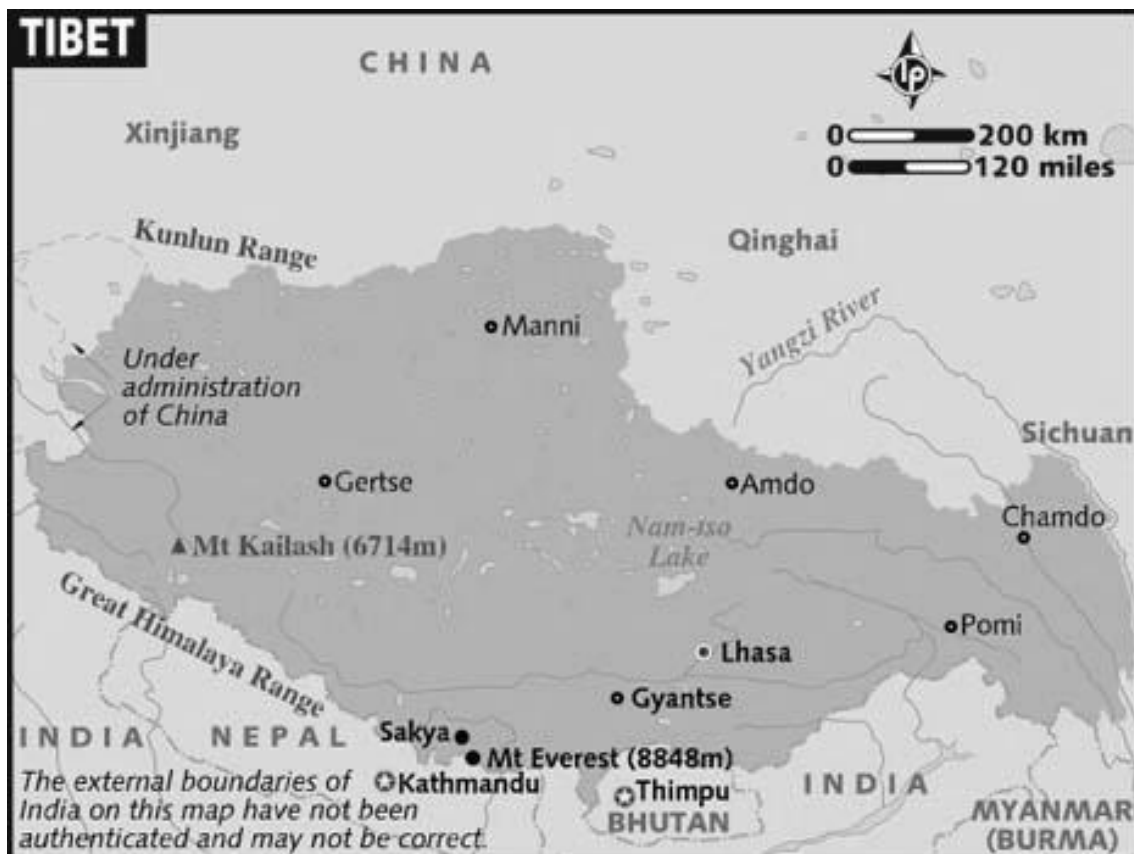 TIBET
CHINA
lp
Xinjiang
0 200 km
0 120 miles
Kunlun Range
Qinghai
Yangzi River
Manni
Under
administration
of China
Sichuan
Gertse
Amdo
Chamdo
Nam-tso
Lake
Mt Kailash (6714m)
Great Himalaya Range
Pomi
Lhasa
Gyantse
INDIA
NEPAL
Sakya
Mt Everest (8848m)
The external boundaries of
India on this map have not been
authenticated and may not be correct.
Kathmandu
Thimpu
BHUTAN
INDIA
MYANMAR
(BURMA)